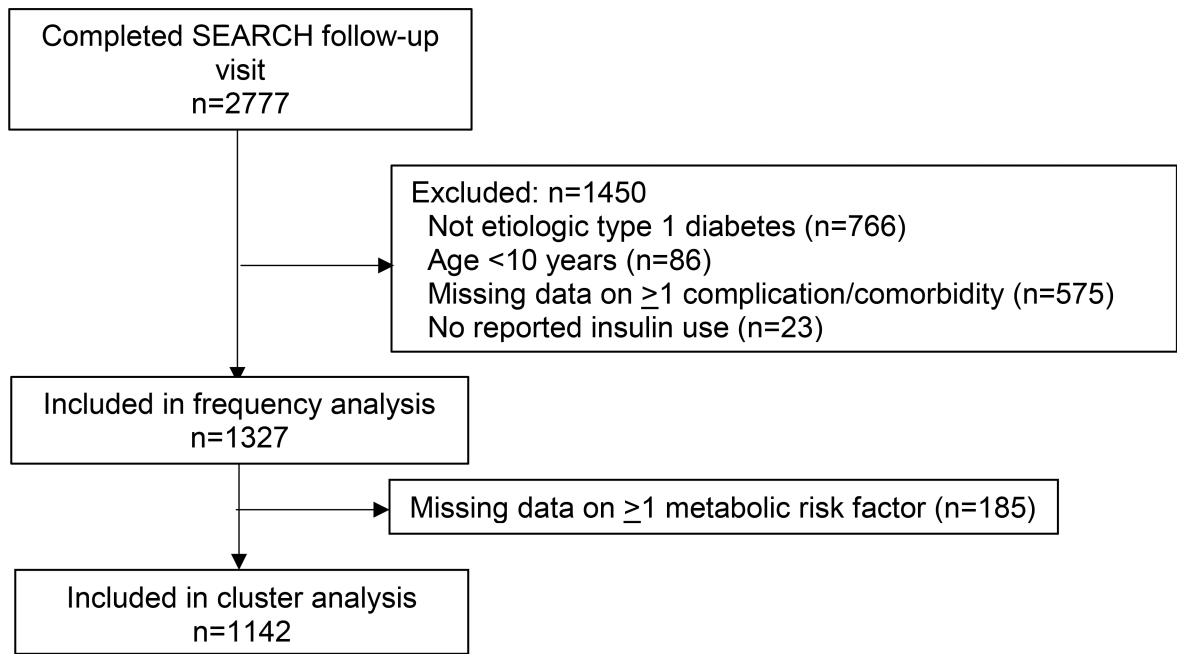 Completed SEARCH follow-up
visit
n=2777
Excluded: n=1450
Not etiologic type 1 diabetes (n=766)
Age <10 years (n=86)
Missing data on ≥1 complication/comorbidity (n=575)
No reported insulin use (n=23)
Included in frequency analysis
n=1327
Missing data on ≥1 metabolic risk factor (n=185)
Included in cluster analysis
n=1142